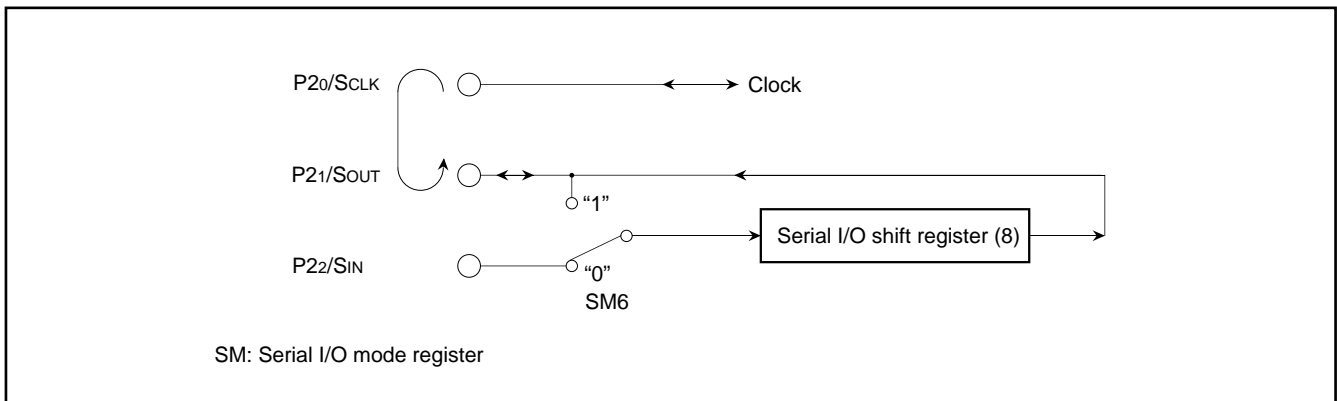 P20/SCLK
Clock
P21/SOUT
“1”
Serial I/O shift register (8)
P22/SIN
“0”
SM6
SM: Serial I/O mode register